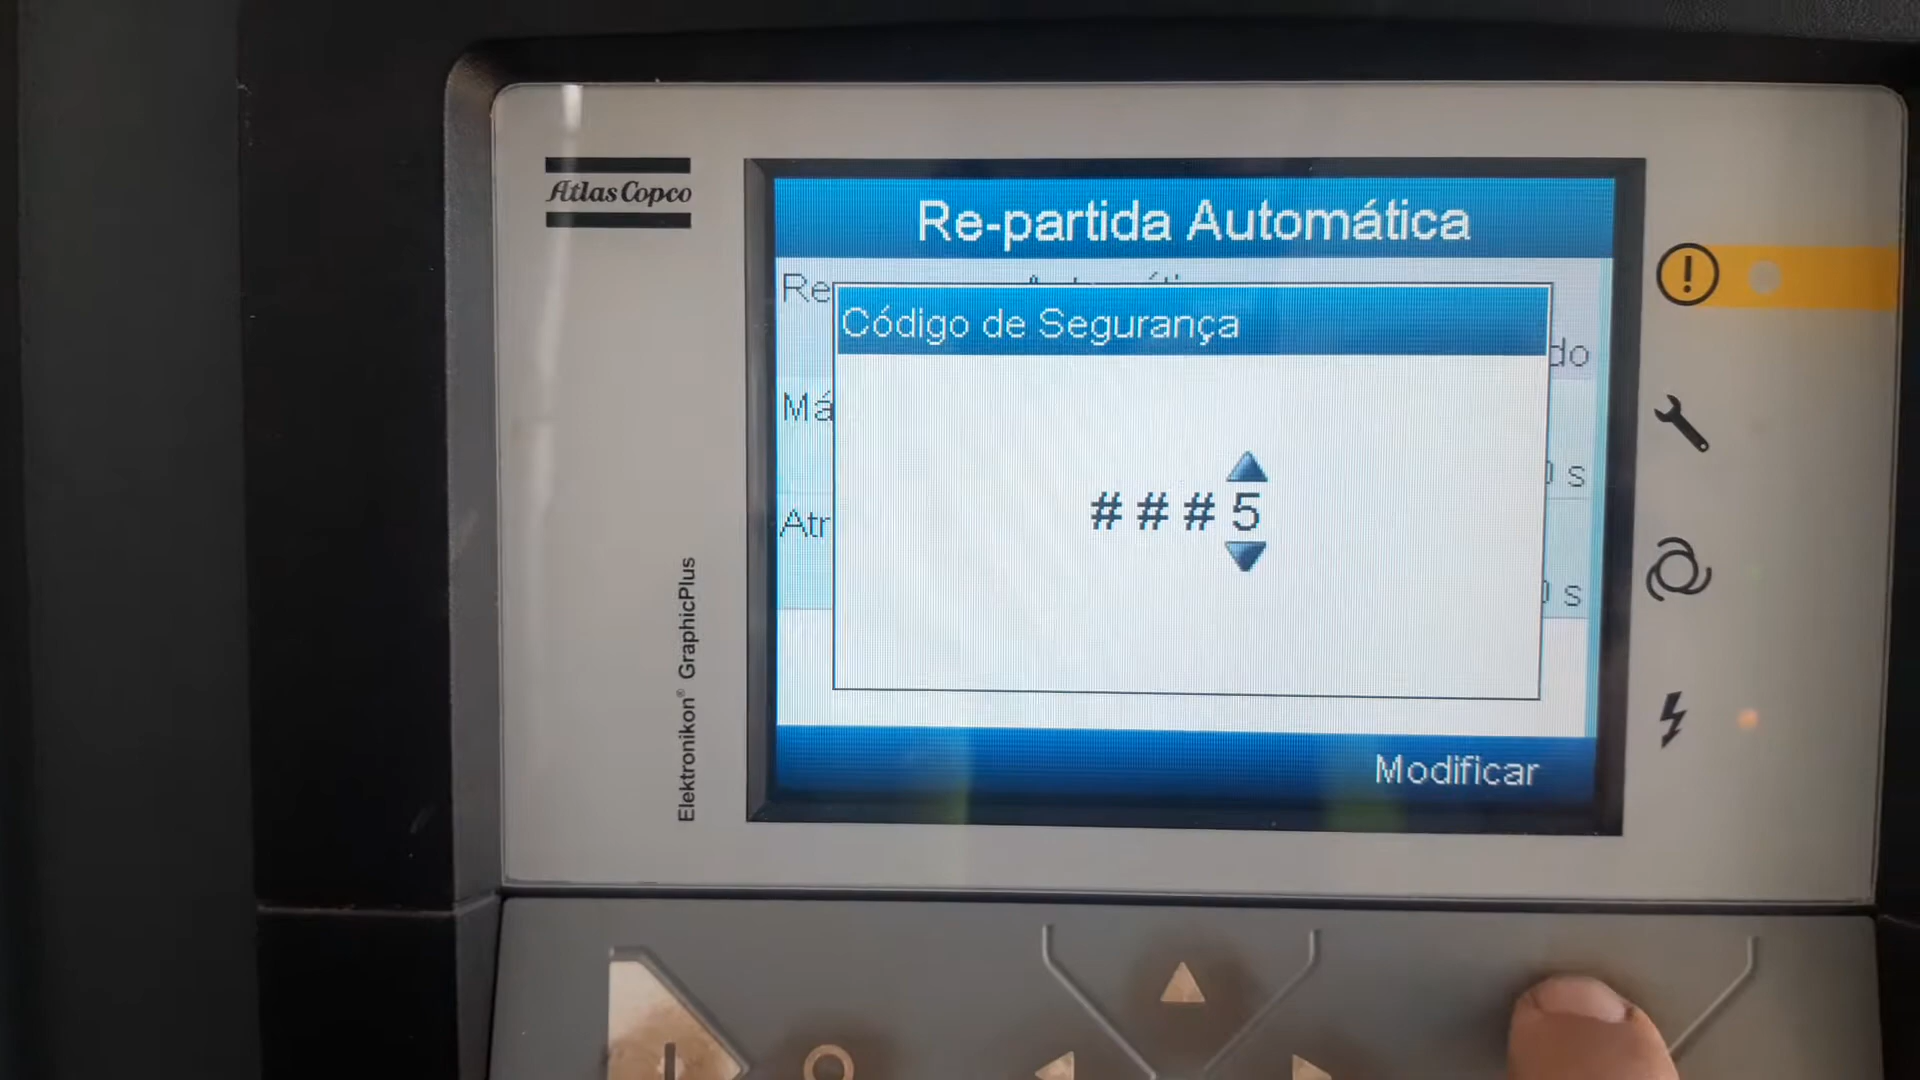 Atlas Copco
Re-partida Automática
Re
Código de Segurança
do
Má
###5
s
Atr
s
Modificar
Elektronikon® GraphicPlus